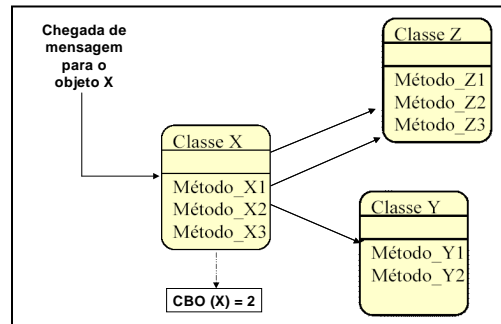 Chegada de
mensagem
para o
objeto X
Classe Z
Método_Z1
Método_Z2
Método_Z3
Classe X
Método_X1
Método_X2
Método_X3
Classe Y
Método_Y1
Método_Y2
CBO (X) = 2